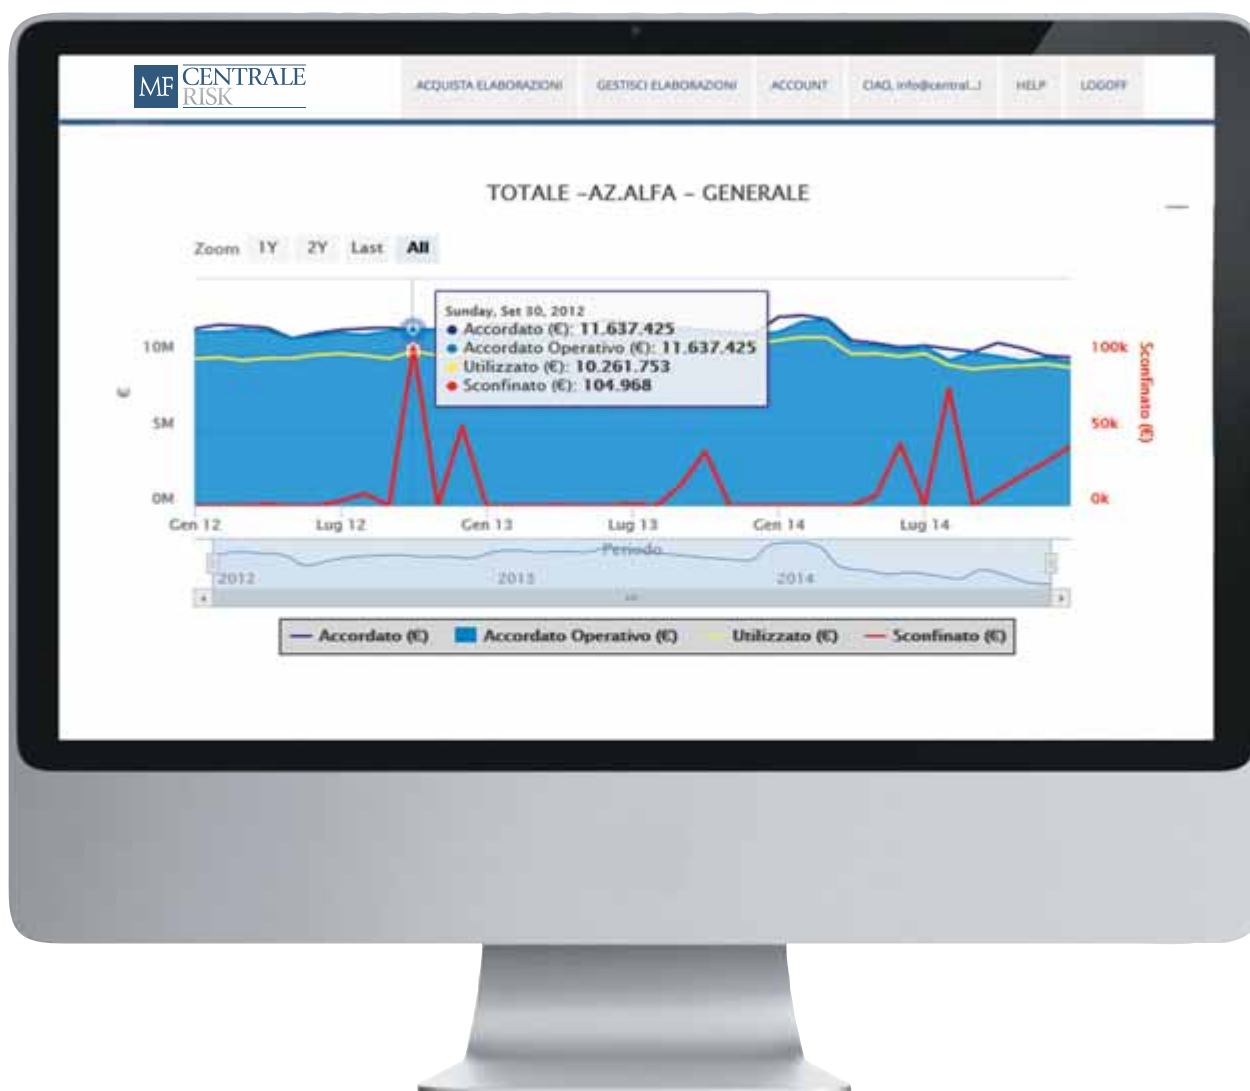 MF CENTRALE
RISK
ACQUISTA ELABORAZIONI GESTISCI ELABORAZIONI ACCOUNT CIAO, info@central...! HELP LOGOFF
TOTALE -AZ.ALFA - GENERALE
Zoom 1Y 2Y Last All
Sunday, Set 30, 2012
Accordato (€): 11.637.425
Accordato Operativo (€): 11.637.425
Utilizzato (€): 10.261.753
Sconfinato (€): 104.968
10M
5M
0M
€
100k
50k
0k
Sconfinato (€)
Gen 12 Lug 12 Gen 13 Lug 13 Gen 14 Lug 14
Periodo
2012 2013 2014
Accordato (€) Accordato Operativo (€) Utilizzato (€) Sconfinato (€)